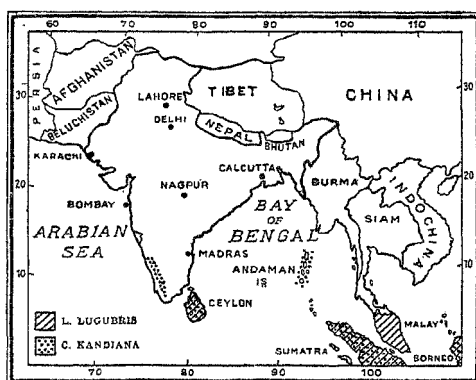 60 70 80 90 100 110
PERSIA
AFGHANISTAN
BELUCHISTAN
LAHORE
DELHI
TIBET
CHINA
NEPAL
BHUTAN
30
30
KARACHI
CALCUTTA
BURMA
INDOCHINA
20
20
NAGPUR
BOMBAY
SIAM
BAY
OF
BENGAL
ARABIAN
SEA
MADRAS
ANDAMAN
ISS
10
10
CEYLON
L. LUGUBRIS
C. KANDIANA
MALAY
SUMATRA
BORNEO
70 80 90 100